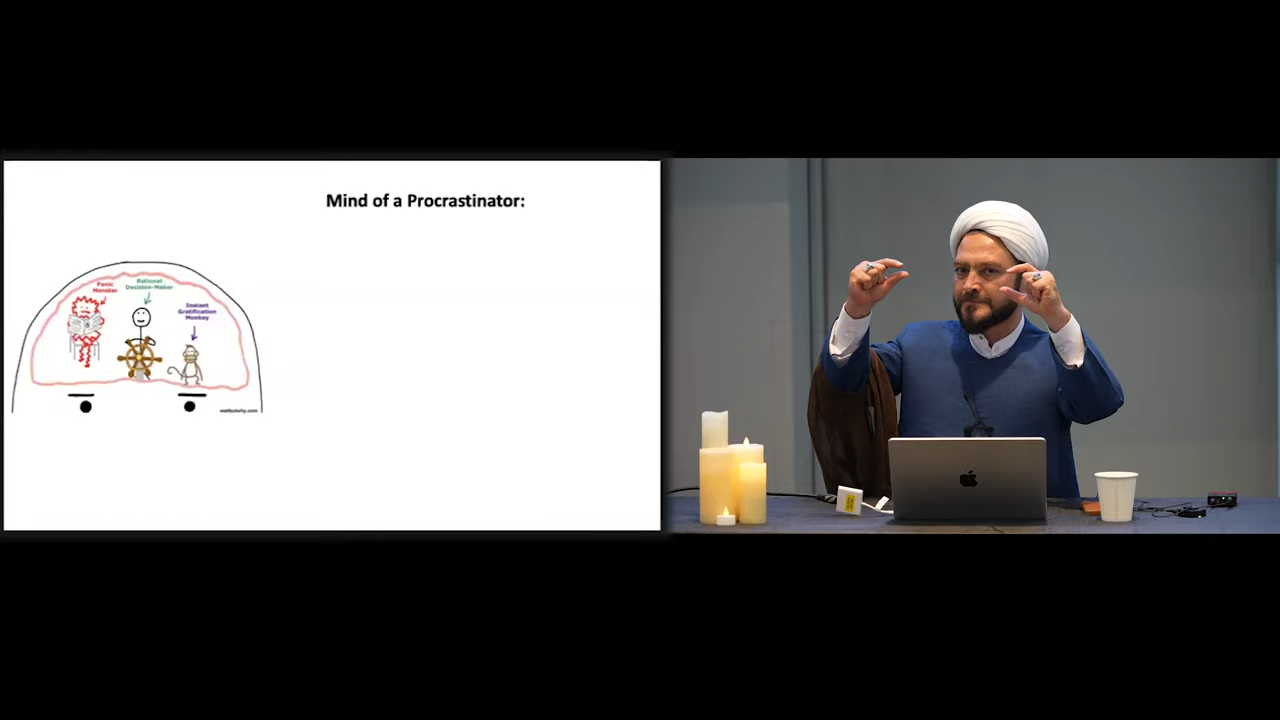 Mind of a Procrastinator:
Panic
Monster
Rational
Decision-Maker
Instant
Gratification
Monkey
waitbutwhy.com